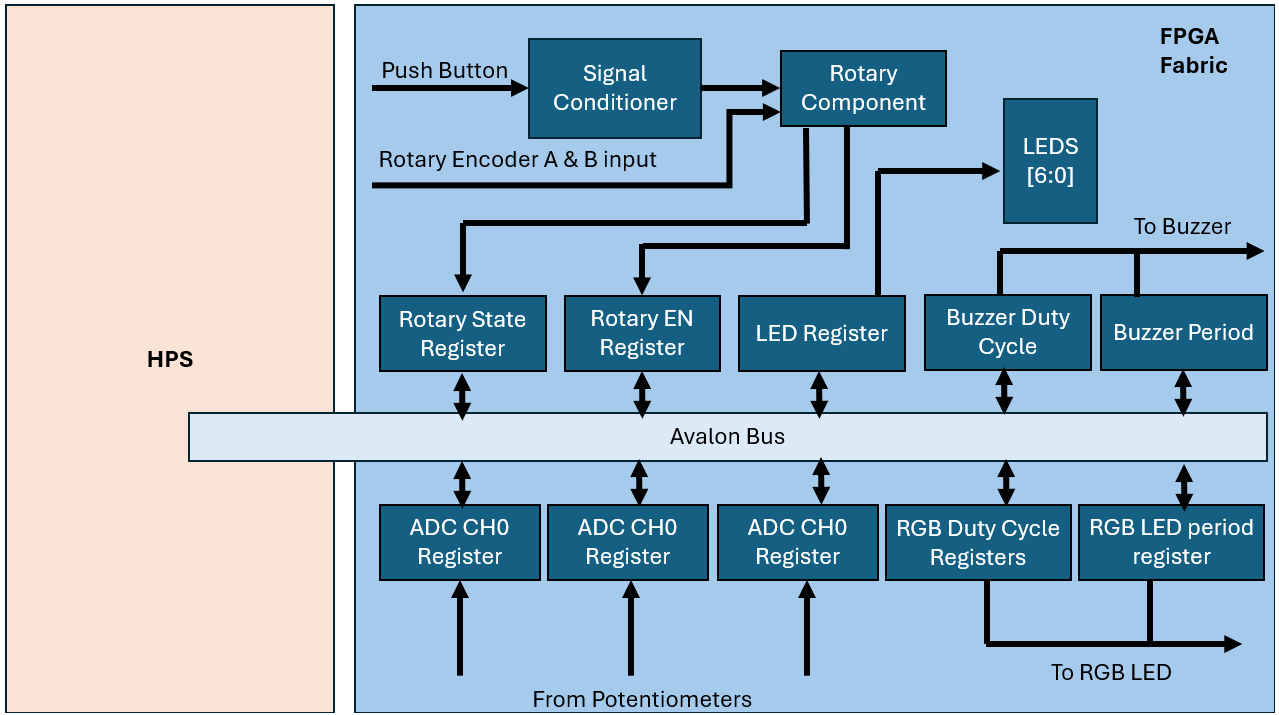 FPGA
Fabric
Push Button
Signal
Conditioner
Rotary
Component
LEDS
[6:0]
Rotary Encoder A & B input
To Buzzer
Rotary State
Register
Rotary EN
Register
LED Register
Buzzer Duty
Cycle
Buzzer Period
HPS
Avalon Bus
ADC CH0
Register
ADC CH0
Register
ADC CH0
Register
RGB Duty Cycle
Registers
RGB LED period
register
To RGB LED
From Potentiometers